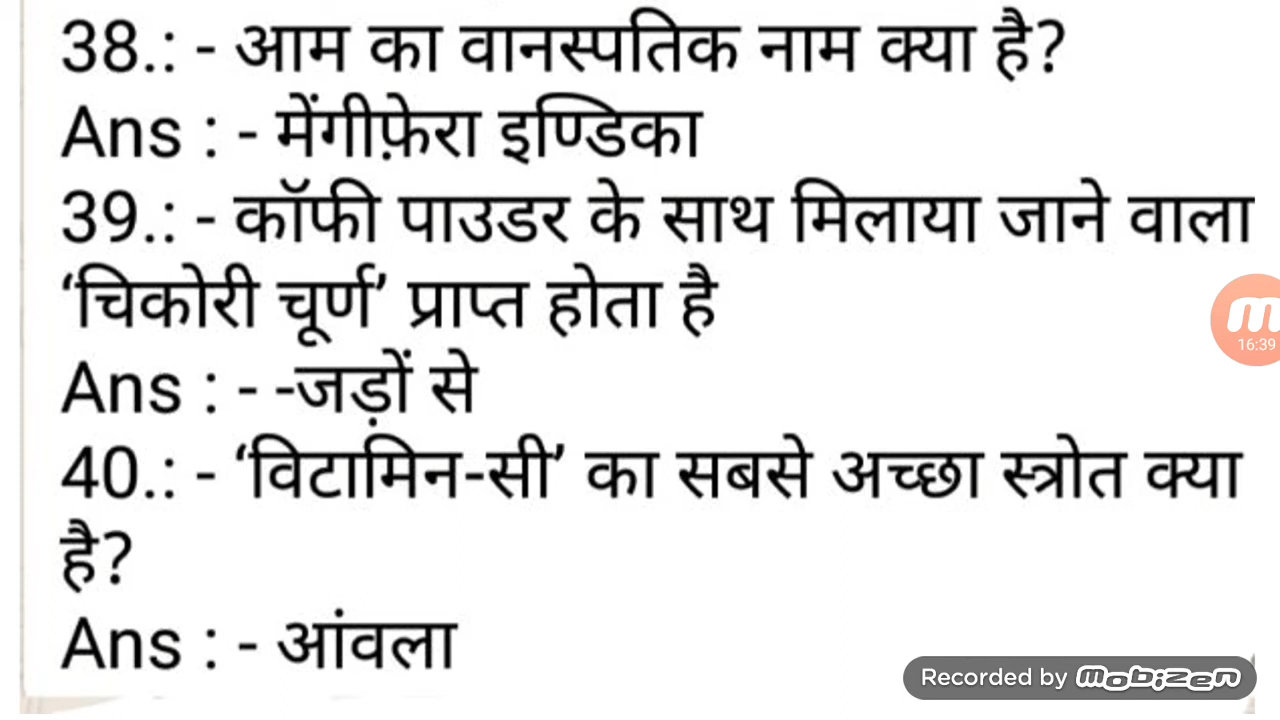 38.: - आम का वानस्पतिक नाम क्या है?
Ans : - मेंगीफ़ेरा इण्डिका
39.: - कॉफी पाउडर के साथ मिलाया जाने वाला
‘चिकोरी चूर्ण’ प्राप्त होता है
Ans : - -जड़ों से
40.: - ‘विटामिन-सी’ का सबसे अच्छा स्त्रोत क्या
है?
Ans : - आंवला
16:39
Recorded by mobizen